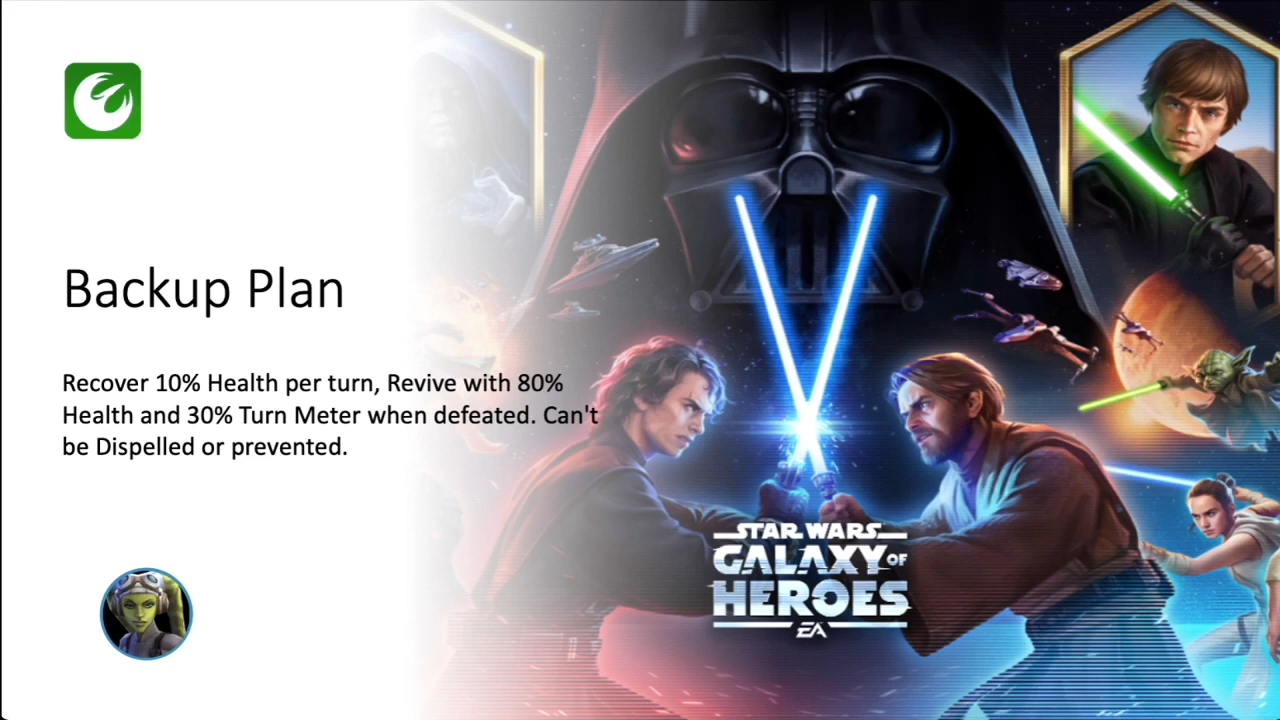 Backup Plan
Recover 10% Health per turn, Revive with 80%
Health and 30% Turn Meter when defeated. Can't
be Dispelled or prevented.
STAR WARS
GALAXY OF
HEROES
EA